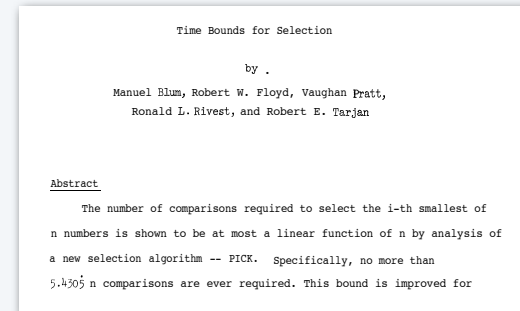 Time Bounds for Selection
by .
Manuel Blum, Robert W. Floyd, Vaughan Pratt,
Ronald L. Rivest, and Robert E. Tarjan
Abstract
The number of comparisons required to select the i-th smallest of
n numbers is shown to be at most a linear function of n by analysis of
a new selection algorithm -- PICK. Specifically, no more than
5.4305 n comparisons are ever required. This bound is improved for